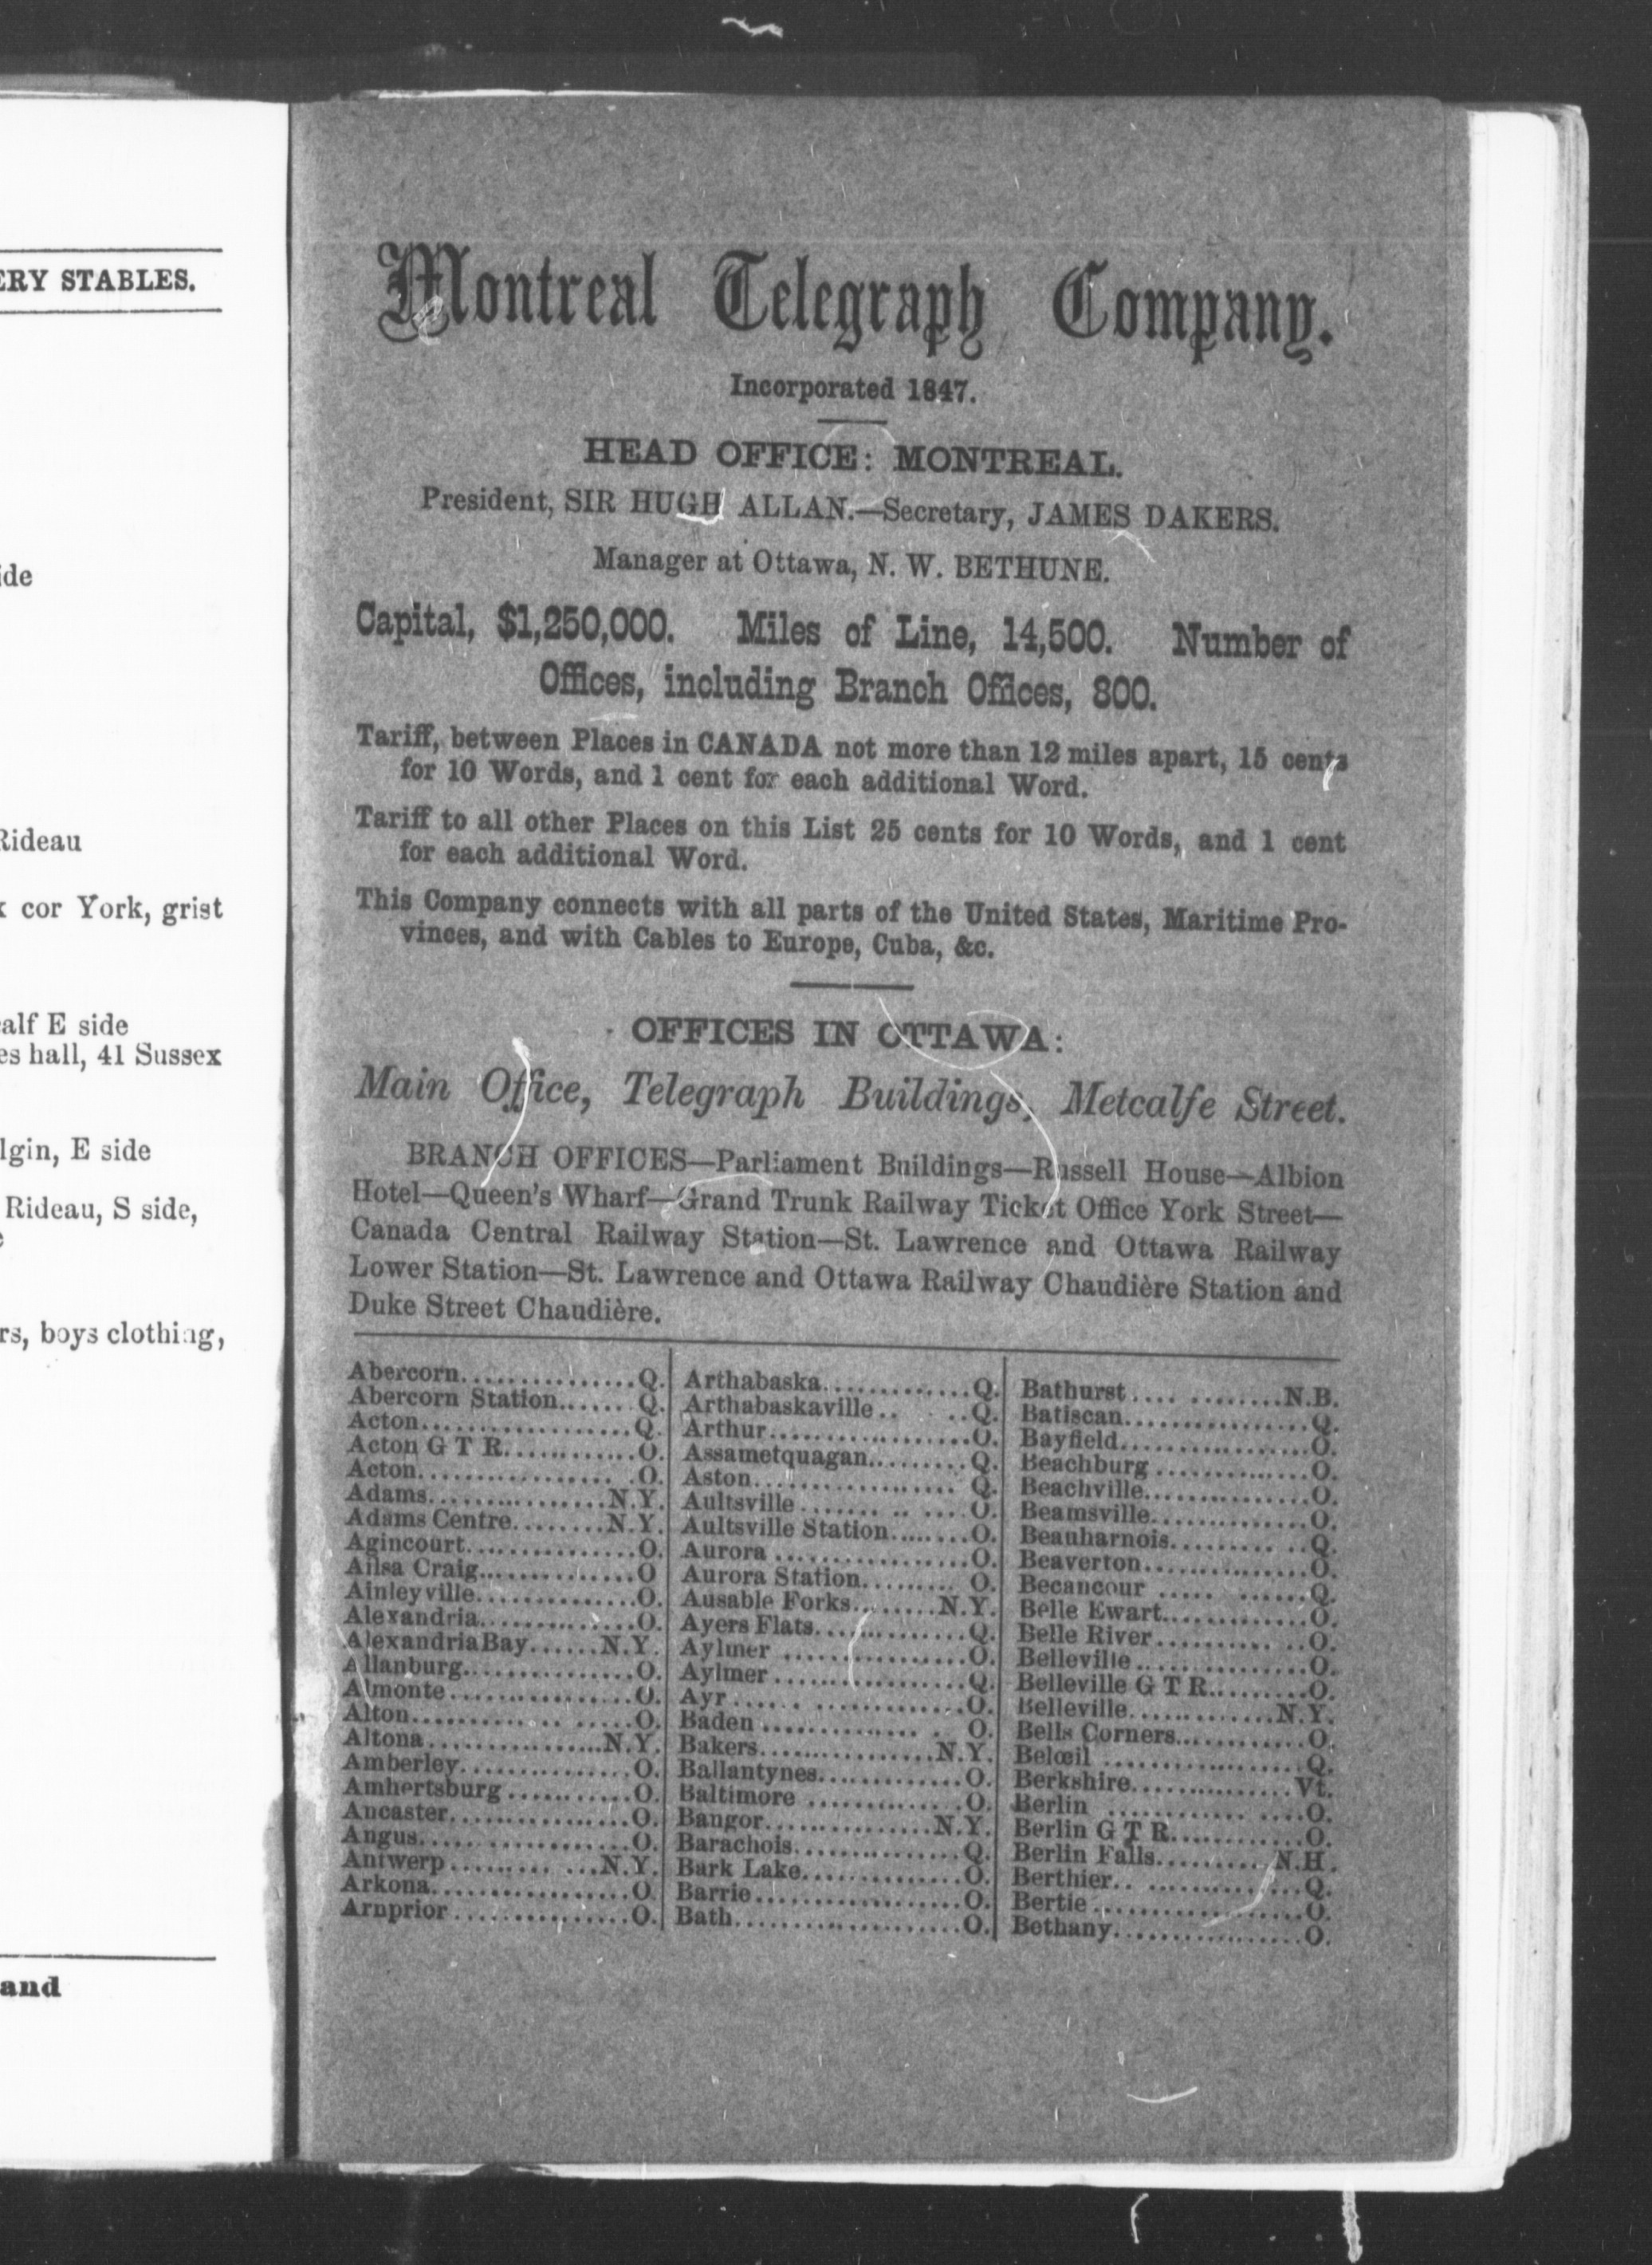 ERY STABLES.
ide
Rideau
cor York, grist
alf E side
es hall, 41 Sussex
lgin, E side
Rideau, S side,
rs, boys clothing,
and
Montreal Telegraph Company.
Incorporated 1847.
HEAD OFFICE: MONTREAL.
President, SIR HUGH ALLAN.—Secretary, JAMES DAKERS.
Manager at Ottawa, N. W. BETHUNE.
Capital, $1,250,000. Miles of Line, 14,500. Number of
Offices, including Branch Offices, 800.
Tariff, between Places in CANADA not more than 12 miles apart, 15 cents
for 10 Words, and 1 cent for each additional Word.
Tariff to all other Places on this List 25 cents for 10 Words, and 1 cent
for each additional Word.
This Company connects with all parts of the United States, Maritime Pro-
vinces, and with Cables to Europe, Cuba, &c.
OFFICES IN OTTAWA:
Main Office, Telegraph Buildings, Metcalfe Street.
BRANCH OFFICES—Parliament Buildings—Russell House—Albion
Hotel—Queen's Wharf—Grand Trunk Railway Ticket Office York Street—
Canada Central Railway Station—St. Lawrence and Ottawa Railway
Lower Station—St. Lawrence and Ottawa Railway Chaudière Station and
Duke Street Chaudière.
Abercorn................Q.
Abercorn Station.......Q.
Acton...................Q.
Acton G T R............O.
Acton...................O.
Adams................N.Y.
Adams Centre........N.Y.
Agincourt...............O.
Ailsa Craig..............O
Ainleyville..............O.
Alexandria..............O.
Alexandria Bay......N.Y.
Allanburg...............O.
Almonte.................O.
Alton....................O.
Altona................N.Y.
Amberley................O.
Amhertsburg...........O.
Ancaster................O.
Angus...................O.
Antwerp.............N.Y.
Arkona..................O.
Arnprior................O.
Arthabaska.............Q.
Arthabaskaville.. ..Q.
Arthur..................O.
Assametquagan.........Q.
Aston...................Q.
Aultsville...............O.
Aultsville Station.......O.
Aurora..................O.
Aurora Station.........O.
Ausable Forks........N.Y.
Ayers Flats..............Q.
Aylmer..................O.
Aylmer..................Q.
Ayr......................O.
Baden...................O.
Bakers................N.Y.
Ballantynes.............O.
Baltimore...............O.
Bangor................N.Y.
Barachois...............Q.
Bark Lake...............O.
Barrie...................O.
Bath.....................O.
Bathurst.............N.B.
Batiscan................Q.
Bayfield.................O.
Beachburg..............O.
Beachville...............O.
Beamsville..............O.
Beauharnois............Q.
Beaverton...............O.
Becancour..............Q.
Belle Ewart.............O.
Belle River.............O.
Belleville................O.
Belleville G T R.........O.
Belleville.............N.Y.
Bells Corners............O.
Belœil...................Q.
Berkshire...............Vt.
Berlin...................O.
Berlin G T R............O.
Berlin Falls..........N.H.
Berthier.................Q.
Bertie...................O.
Bethany.................O.